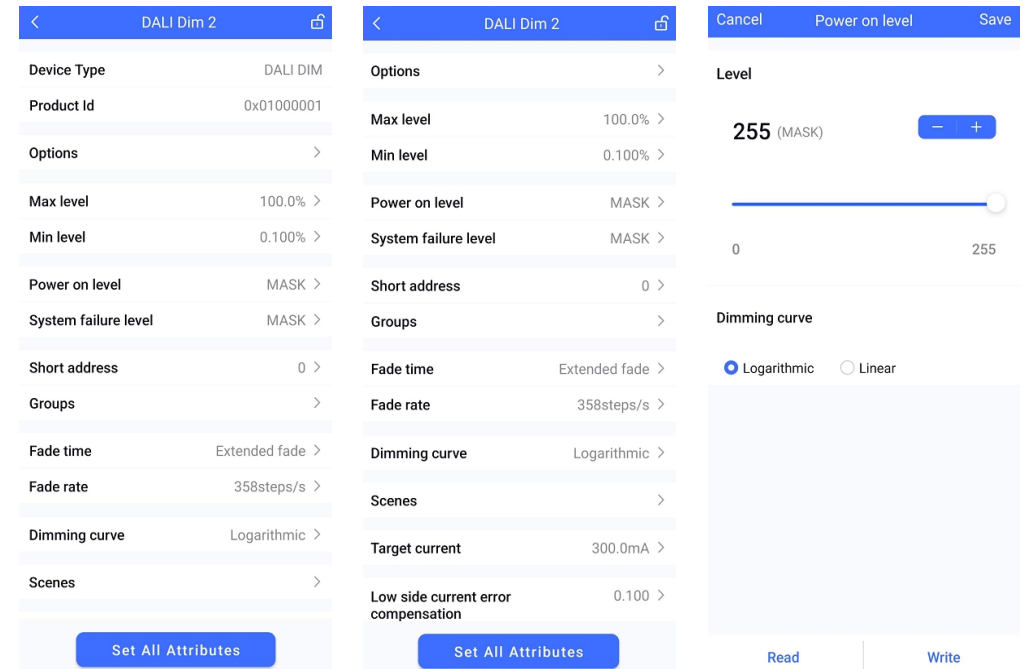 DALI Dim 2
Device Type DALI DIM
Product Id 0x01000001
Options
Max level 100.0%
Min level 0.100%
Power on level MASK
System failure level MASK
Short address 0
Groups
Fade time Extended fade
Fade rate 358steps/s
Dimming curve Logarithmic
Scenes
Set All Attributes
DALI Dim 2
Options
Max level 100.0%
Min level 0.100%
Power on level MASK
System failure level MASK
Short address 0
Groups
Fade time Extended fade
Fade rate 358steps/s
Dimming curve Logarithmic
Scenes
Target current 300.0mA
Low side current error 0.100
compensation
Set All Attributes
Cancel Power on level Save
Level
255 (MASK) − +
0 255
Dimming curve
Logarithmic Linear
Read Write